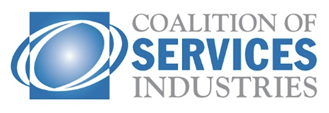 COALITION OF
SERVICES
INDUSTRIES